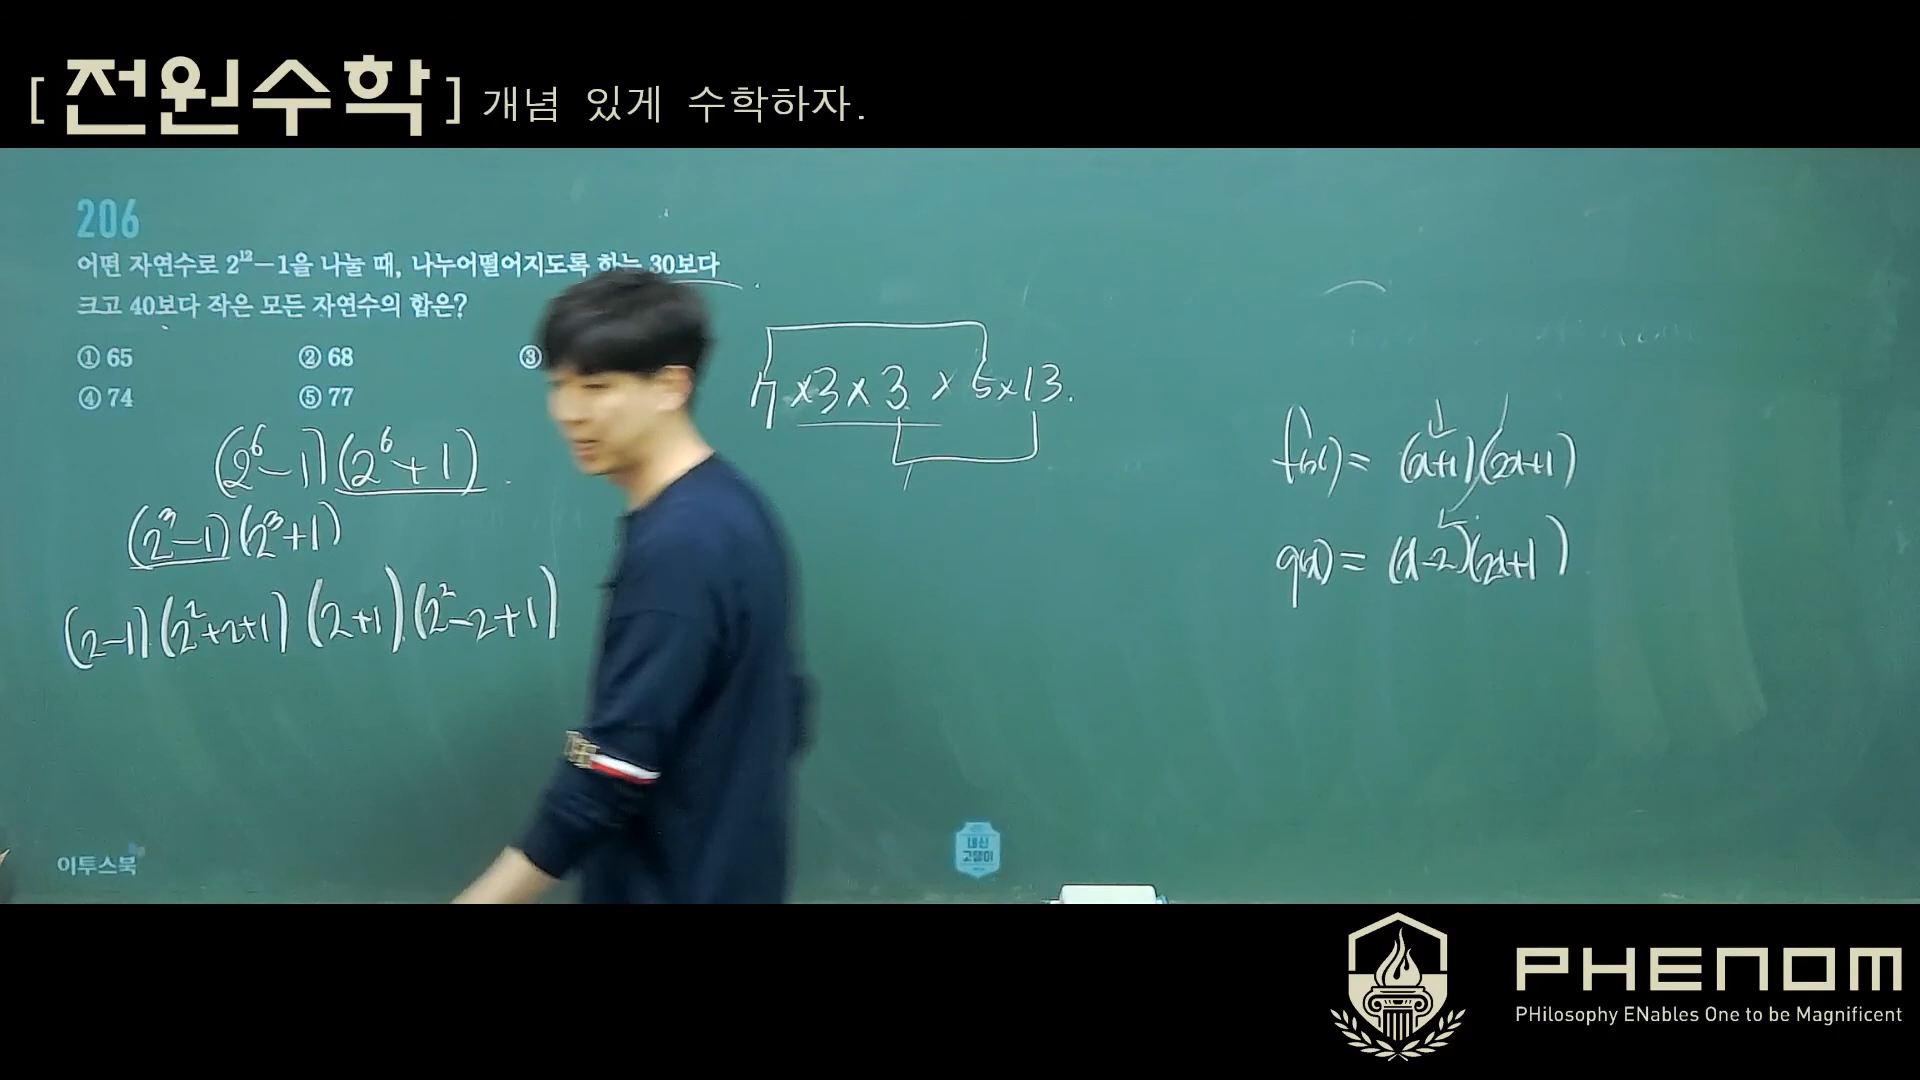 [전원수학] 개념 있게 수학하자.
206
어떤 자연수로 2¹²−1을 나눌 때, 나누어떨어지도록 하는 30보다
크고 40보다 작은 모든 자연수의 합은?
① 65 ② 68 ③
④ 74 ⑤ 77
(2⁶−1)(2⁶+1)
(2³−1)(2³+1)
(2−1)(2²+2+1)(2+1)(2²−2+1)
7×3×3×5×13.
f(x)= (x+1)(2x+1)
g(x)= (x−2)(2x+1)
이투스북
내신
고쟁이
PHENOM
PHilosophy ENables One to be Magnificent